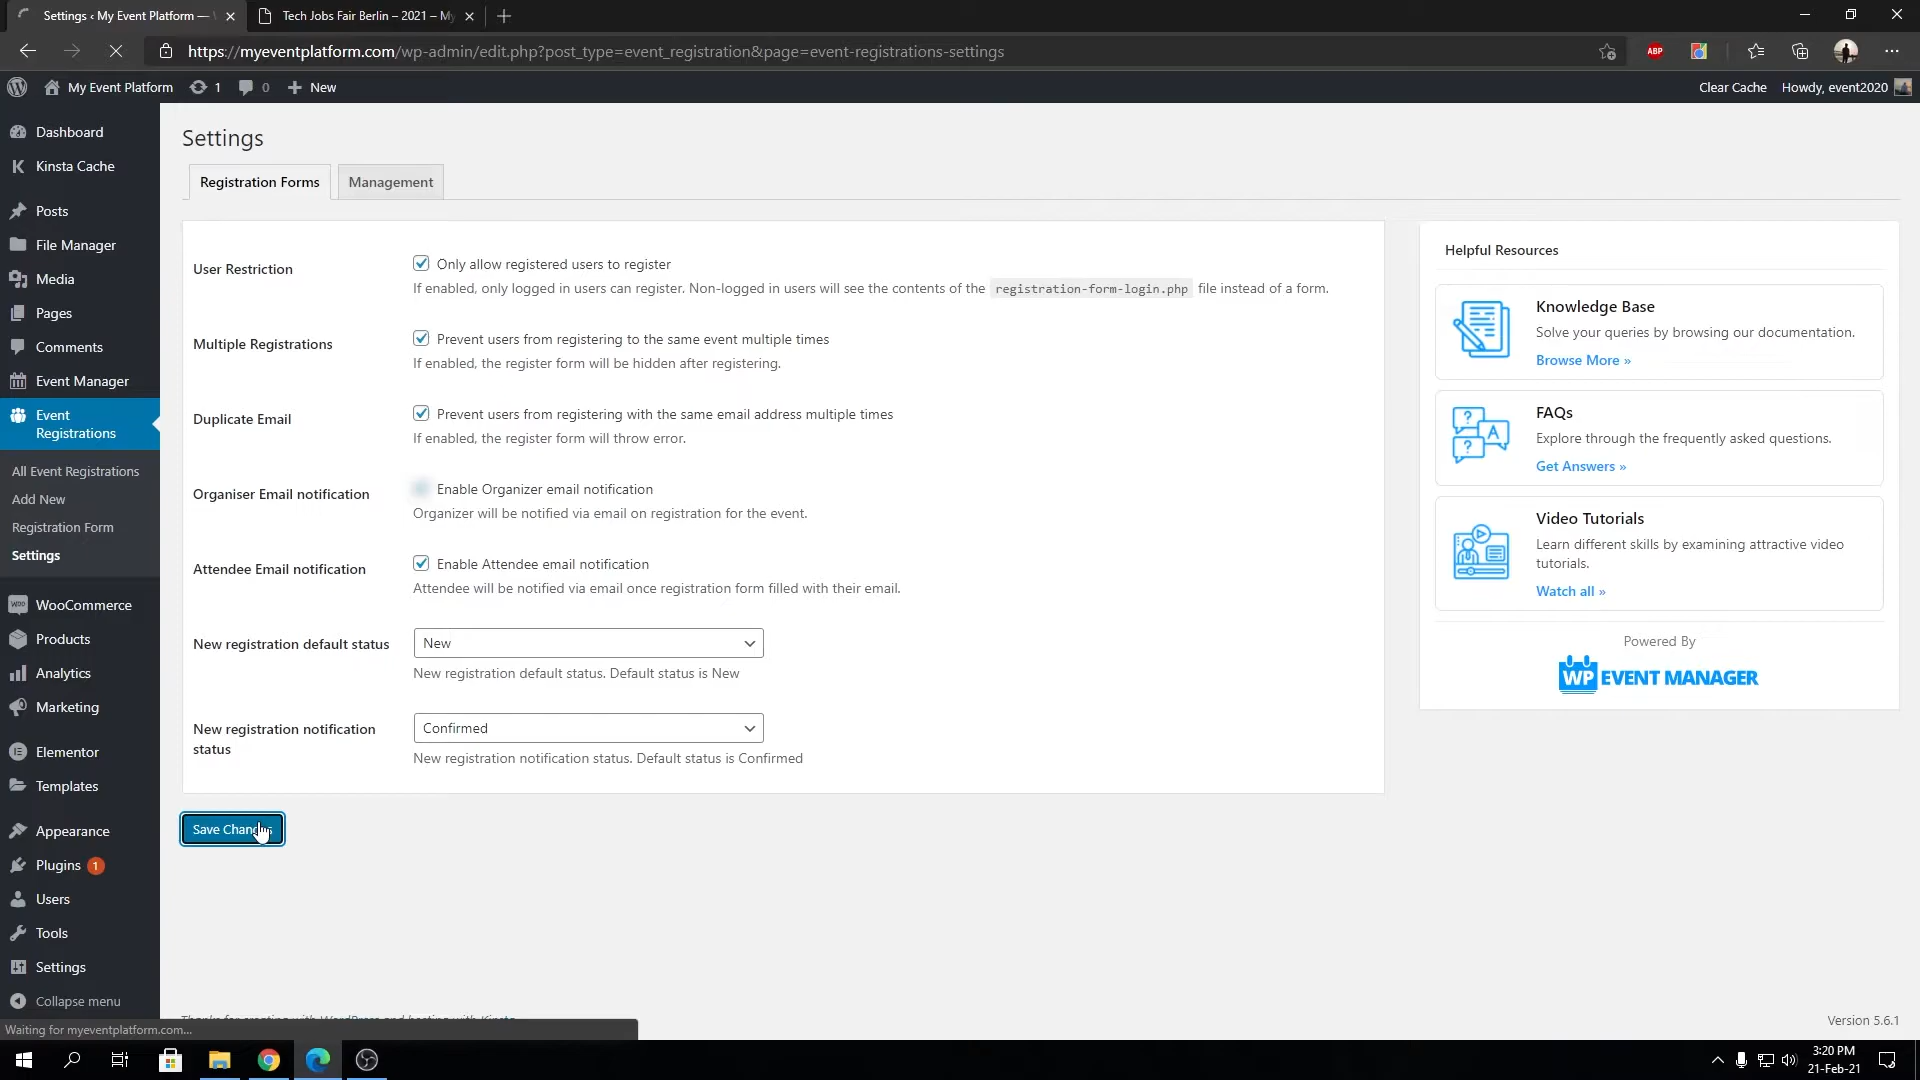 Settings ‹ My Event Platform —
Tech Jobs Fair Berlin – 2021 – My
https://myeventplatform.com/wp-admin/edit.php?post_type=event_registration&page=event-registrations-settings
ABP
My Event Platform
1
0
New
Clear Cache
Howdy, event2020
Dashboard
Kinsta Cache
Posts
File Manager
Media
Pages
Comments
Event Manager
Event
Registrations
All Event Registrations
Add New
Registration Form
Settings
WooCommerce
Products
Analytics
Marketing
Elementor
Templates
Appearance
Plugins 1
Users
Tools
Settings
Collapse menu
Settings
Registration Forms
Management
User Restriction
Only allow registered users to register
If enabled, only logged in users can register. Non-logged in users will see the contents of the registration-form-login.php file instead of a form.
Multiple Registrations
Prevent users from registering to the same event multiple times
If enabled, the register form will be hidden after registering.
Duplicate Email
Prevent users from registering with the same email address multiple times
If enabled, the register form will throw error.
Organiser Email notification
Enable Organizer email notification
Organizer will be notified via email on registration for the event.
Attendee Email notification
Enable Attendee email notification
Attendee will be notified via email once registration form filled with their email.
New registration default status
New
New registration default status. Default status is New
New registration notification
status
Confirmed
New registration notification status. Default status is Confirmed
Save Changes
Helpful Resources
Knowledge Base
Solve your queries by browsing our documentation.
Browse More »
FAQs
Explore through the frequently asked questions.
Get Answers »
Video Tutorials
Learn different skills by examining attractive video
tutorials.
Watch all »
Powered By
WP EVENT MANAGER
Thanks for creating with WordPress and hosting with Kinsta
Version 5.6.1
Waiting for myeventplatform.com...
3:20 PM
21-Feb-21